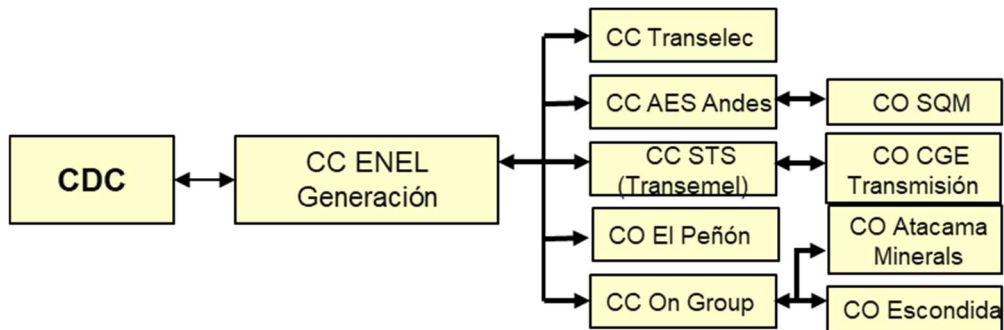 CDC
CC ENEL
Generación
CC Transelec
CC AES Andes
CO SQM
CC STS
(Transemel)
CO CGE
Transmisión
CO El Peñón
CO Atacama
Minerals
CC On Group
CO Escondida